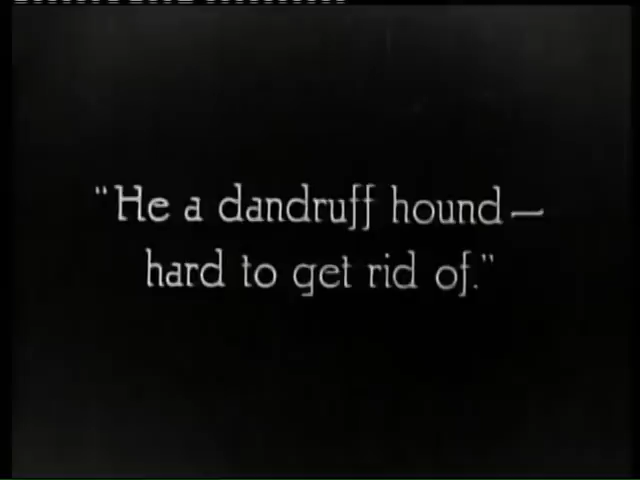 "He a dandruff hound—
hard to get rid of."